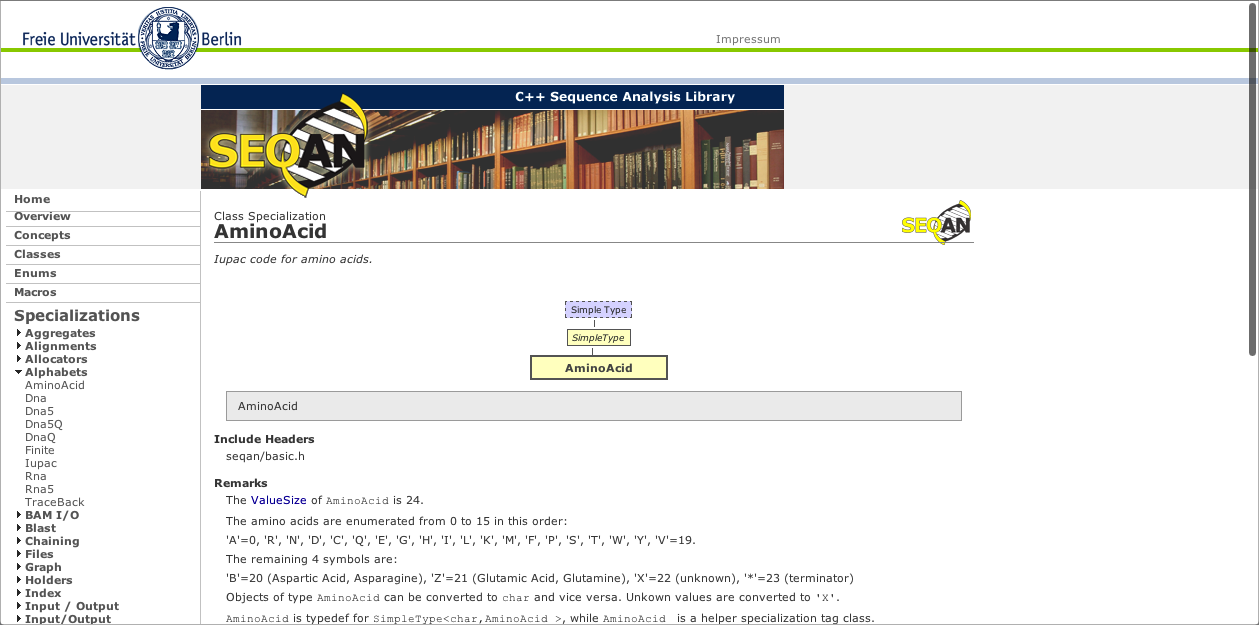 Freie Universität Berlin
Impressum
C++ Sequence Analysis Library
SEQAN
Home
Overview
Concepts
Classes
Enums
Macros
Specializations
Aggregates
Alignments
Allocators
Alphabets
AminoAcid
Dna
Dna5
Dna5Q
DnaQ
Finite
Iupac
Rna
Rna5
TraceBack
BAM I/O
Blast
Chaining
Files
Graph
Holders
Index
Input / Output
Input/Output
Class Specialization
AminoAcid
SEQAN
Iupac code for amino acids.
Simple Type
SimpleType
AminoAcid
AminoAcid
Include Headers
seqan/basic.h
Remarks
The ValueSize of AminoAcid is 24.
The amino acids are enumerated from 0 to 15 in this order:
'A'=0, 'R', 'N', 'D', 'C', 'Q', 'E', 'G', 'H', 'I', 'L', 'K', 'M', 'F', 'P', 'S', 'T', 'W', 'Y', 'V'=19.
The remaining 4 symbols are:
'B'=20 (Aspartic Acid, Asparagine), 'Z'=21 (Glutamic Acid, Glutamine), 'X'=22 (unknown), '*'=23 (terminator)
Objects of type AminoAcid can be converted to char and vice versa. Unkown values are converted to 'X'.
AminoAcid is typedef for SimpleType<char,AminoAcid_>, while AminoAcid_ is a helper specialization tag class.